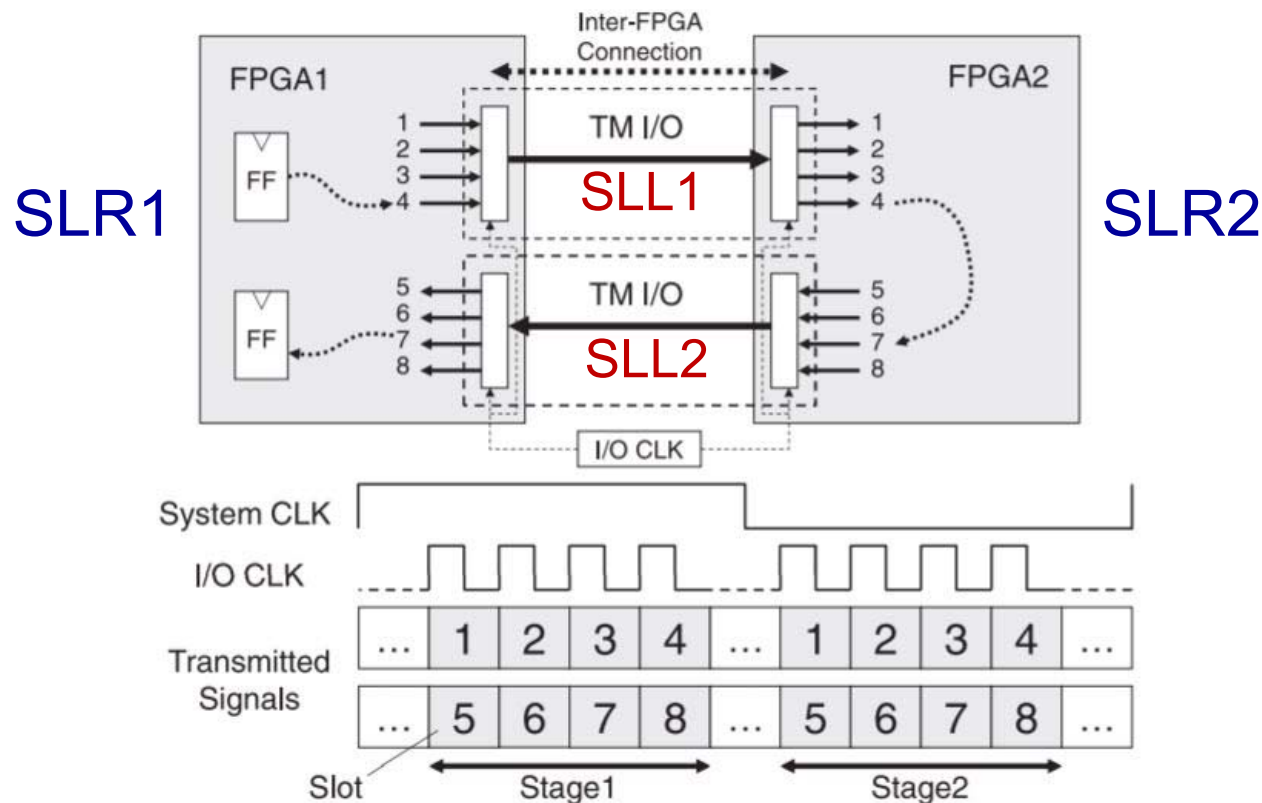 Inter-FPGA
Connection
FPGA1
FPGA2
TM I/O
SLL1
1
2
3
4
1
2
3
4
FF
SLR1
SLR2
TM I/O
SLL2
5
6
7
8
5
6
7
8
FF
I/O CLK
System CLK
I/O CLK
Transmitted
Signals
... 1 2 3 4 ... 1 2 3 4 ...
... 5 6 7 8 ... 5 6 7 8 ...
Slot
Stage1
Stage2